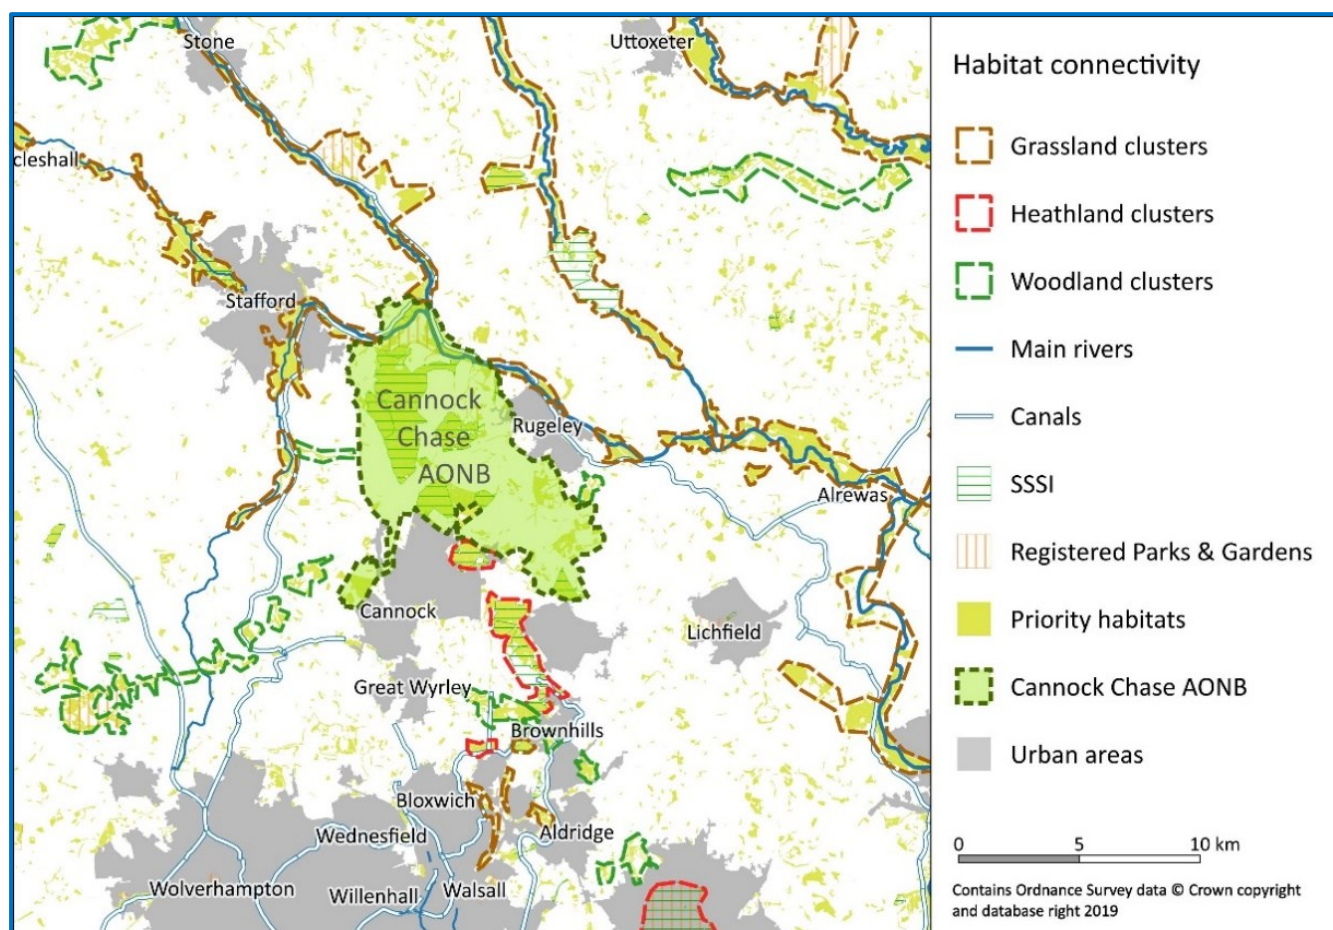 Stone
Uttoxeter
cleshall
Stafford
Cannock
Chase
AONB
Rugeley
Alrewas
Cannock
Lichfield
Great Wyrley
Brownhills
Bloxwich
Wednesfield
Aldridge
Wolverhampton
Willenhall
Walsall
Habitat connectivity
Grassland clusters
Heathland clusters
Woodland clusters
Main rivers
Canals
SSSI
Registered Parks & Gardens
Priority habitats
Cannock Chase AONB
Urban areas
0 5 10 km
Contains Ordnance Survey data © Crown copyright
and database right 2019